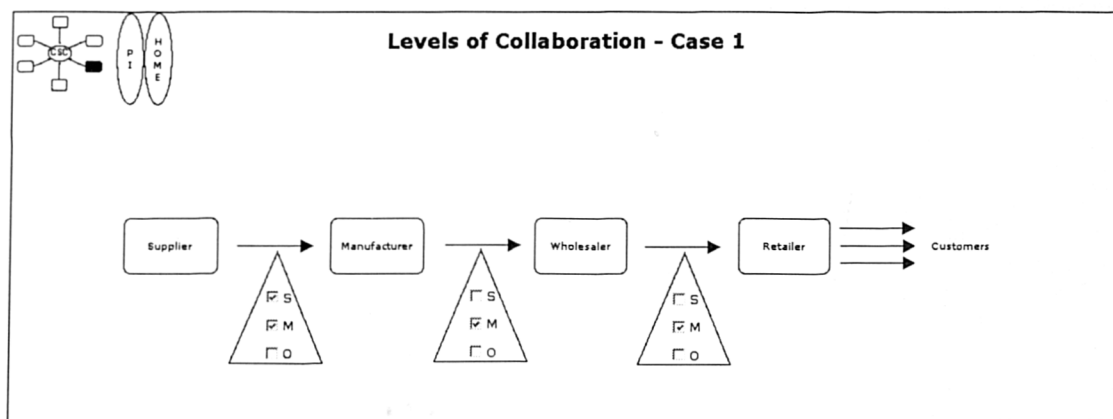 Levels of Collaboration - Case 1
CSC
PI
HOME
Supplier
Manufacturer
Wholesaler
Retailer
Customers
S
M
O
S
M
O
S
M
O